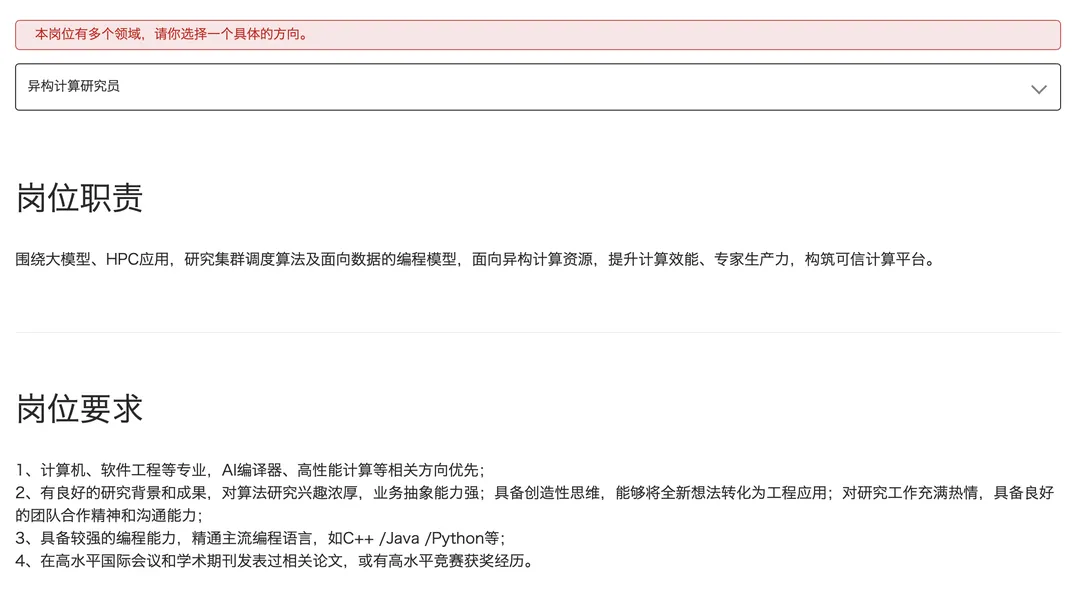 本岗位有多个领域，请你选择一个具体的方向。
异构计算研究员
岗位职责
围绕大模型、HPC应用，研究集群调度算法及面向数据的编程模型，面向异构计算资源，提升计算效能、专家生产力，构筑可信计算平台。
岗位要求
1、计算机、软件工程等专业，AI编译器、高性能计算等相关方向优先；
2、有良好的研究背景和成果，对算法研究兴趣浓厚，业务抽象能力强；具备创造性思维，能够将全新想法转化为工程应用；对研究工作充满热情，具备良好
的团队合作精神和沟通能力；
3、具备较强的编程能力，精通主流编程语言，如C++ /Java /Python等；
4、在高水平国际会议和学术期刊发表过相关论文，或有高水平竞赛获奖经历。